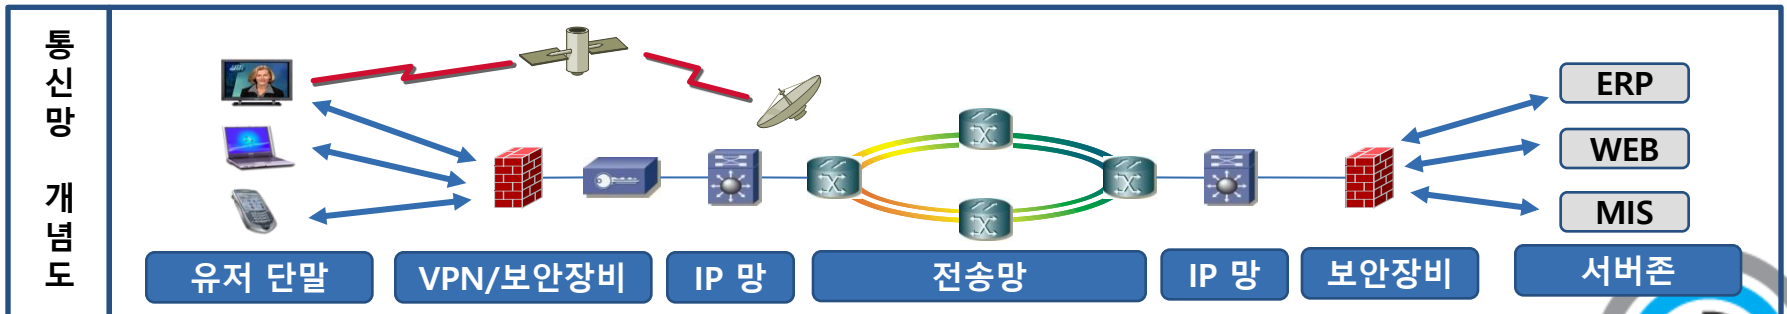 통신망 개념도
ERP
WEB
MIS
유저 단말
VPN/보안장비
IP 망
전송망
IP 망
보안장비
서버존